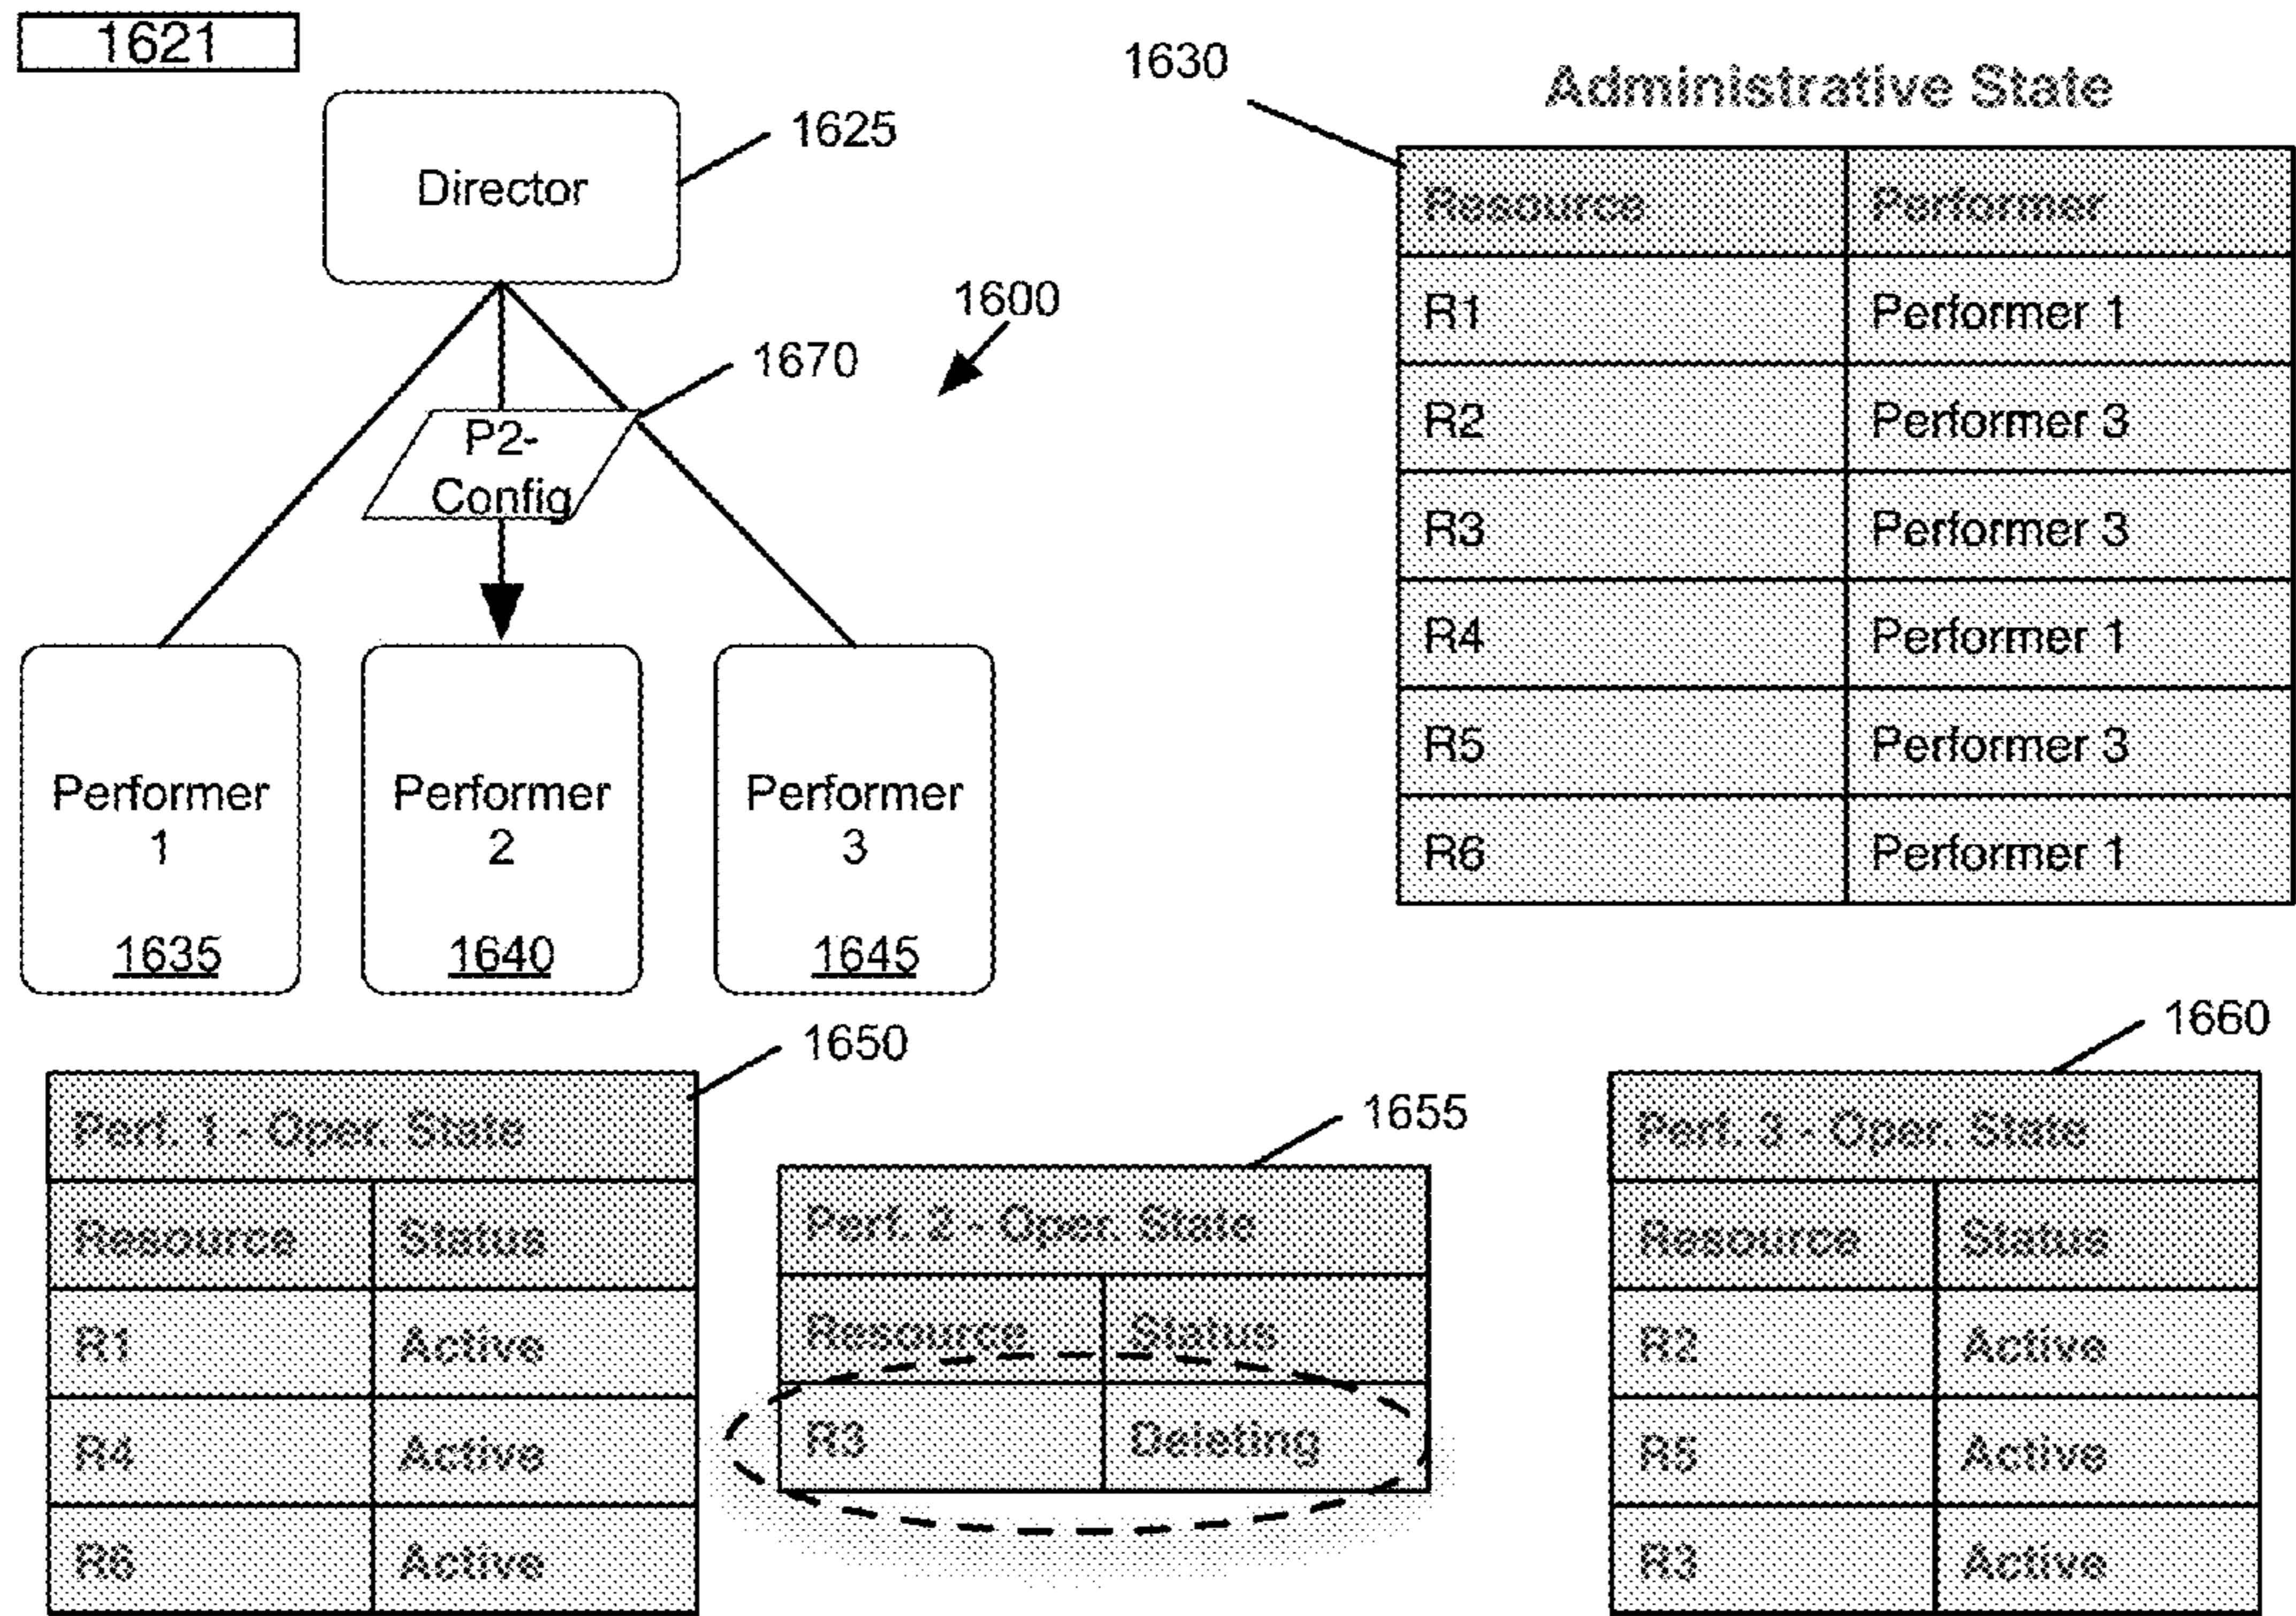 1621
1630
Administrative State
1625
Director
1600
1670
P2-
Config
Performer
1
1635
Performer
2
1640
Performer
3
1645
Resource Performer
R1 Performer 1
R2 Performer 3
R3 Performer 3
R4 Performer 1
R5 Performer 3
R6 Performer 1
1650
Perf. 1 - Oper. State
Resource Status
R1 Active
R4 Active
R6 Active
1655
Perf. 2 - Oper. State
Resource Status
R3 Deleting
1660
Perf. 3 - Oper. State
Resource Status
R2 Active
R5 Active
R3 Active